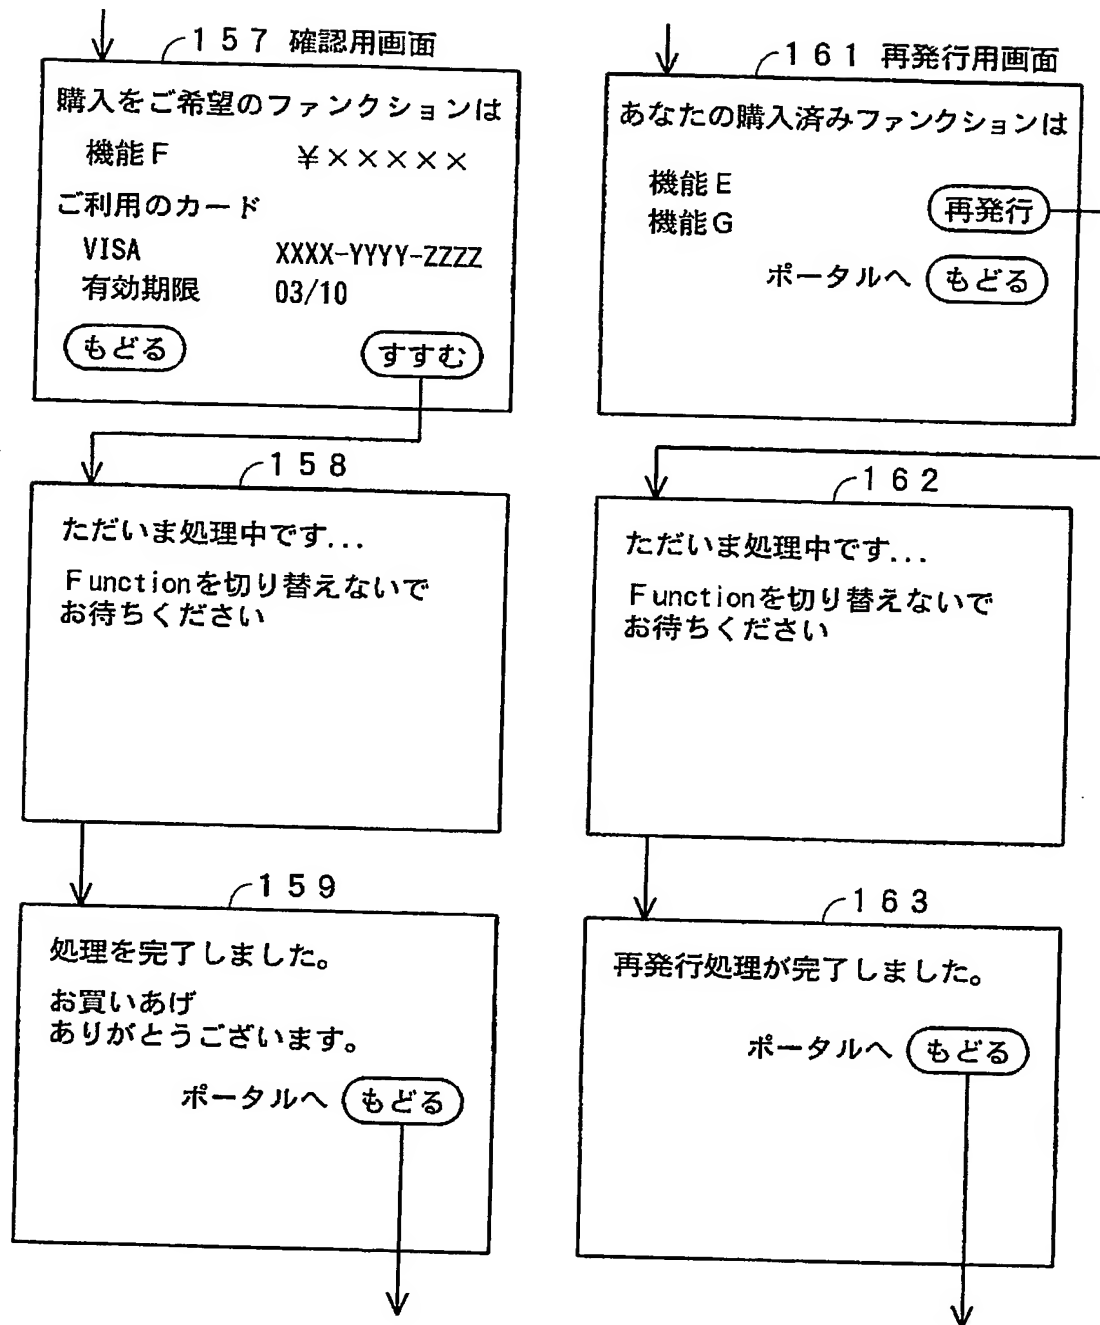 157 確認用画面
購入をご希望のファンクションは
機能F ¥×××××
ご利用のカード
VISA XXXX-YYYY-ZZZZ
有効期限 03/10
もどる すすむ
158
ただいま処理中です...
Functionを切り替えないで
お待ちください
159
処理を完了しました。
お買いあげ
ありがとうございます。
ポータルへ もどる
161 再発行用画面
あなたの購入済みファンクションは
機能E
機能G
再発行
ポータルへ もどる
162
ただいま処理中です...
Functionを切り替えないで
お待ちください
163
再発行処理が完了しました。
ポータルへ もどる